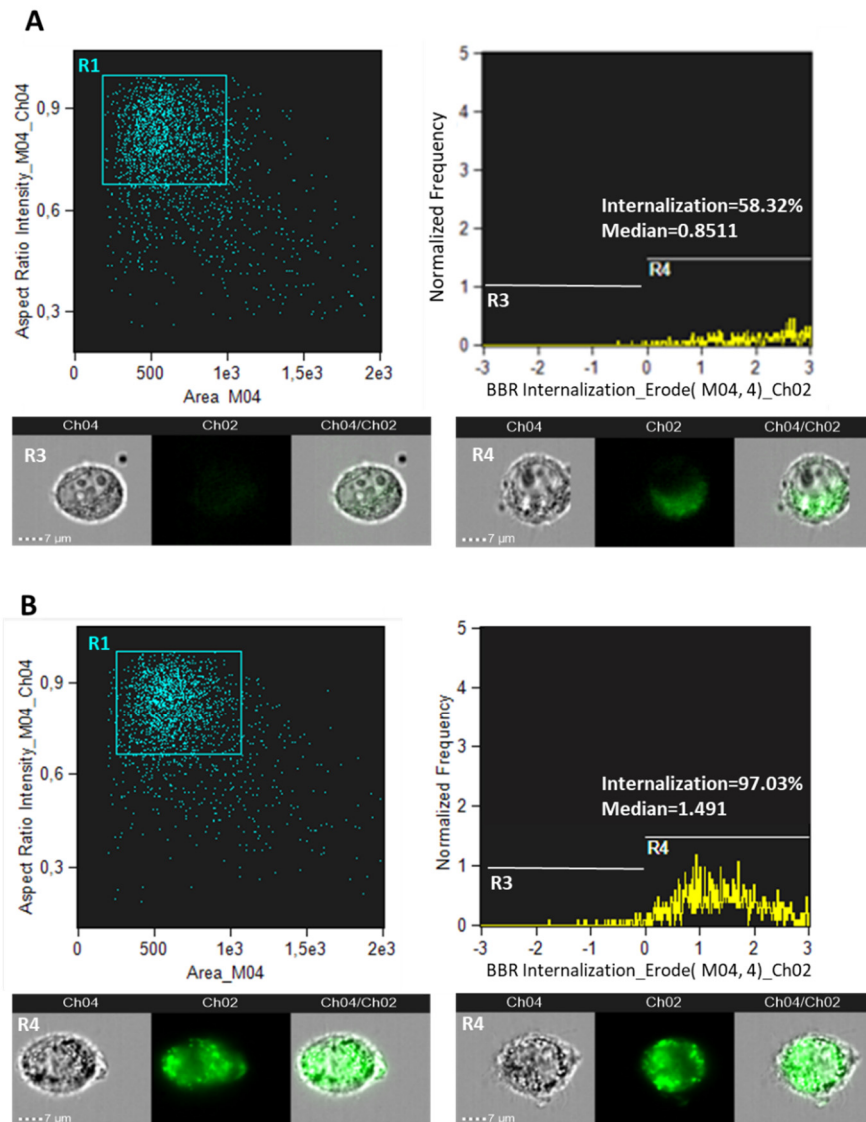 A
R1
Aspect Ratio Intensity_M04_Ch04
0,9
0,6
0,3
0
500
1e3
1,5e3
2e3
Area_M04
Normalized Frequency
5
4
3
2
1
0
Internalization=58.32%
Median=0.8511
R4
R3
-3
-2
-1
0
1
2
3
BBR Internalization_Erode( M04, 4)_Ch02
Ch04
Ch02
Ch04/Ch02
R3
7 μm
Ch04
Ch02
Ch04/Ch02
R4
7 μm
B
R1
Aspect Ratio Intensity_M04_Ch04
0,9
0,6
0,3
0
500
1e3
1,5e3
2e3
Area_M04
Normalized Frequency
5
4
3
2
1
0
Internalization=97.03%
Median=1.491
R4
R3
-3
-2
-1
0
1
2
3
BBR Internalization_Erode( M04, 4)_Ch02
Ch04
Ch02
Ch04/Ch02
R4
7 μm
Ch04
Ch02
Ch04/Ch02
R4
7 μm